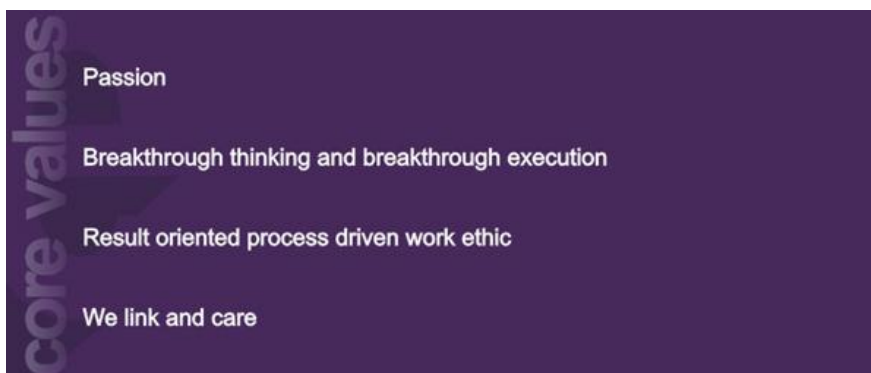 core values
Passion
Breakthrough thinking and breakthrough execution
Result oriented process driven work ethic
We link and care